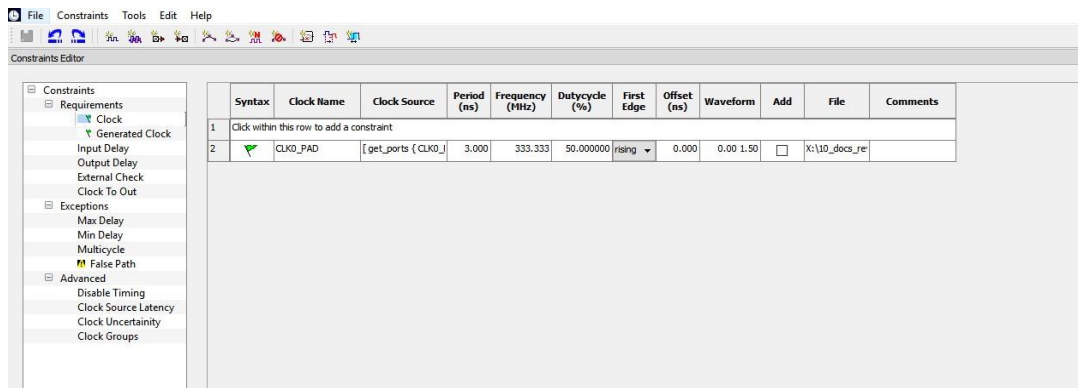 File Constraints Tools Edit Help
Constraints Editor
Constraints
Requirements
Clock
Generated Clock
Input Delay
Output Delay
External Check
Clock To Out
Exceptions
Max Delay
Min Delay
Multicycle
False Path
Advanced
Disable Timing
Clock Source Latency
Clock Uncertainity
Clock Groups
Syntax Clock Name Clock Source Period (ns) Frequency (MHz) Dutycycle (%) First Edge Offset (ns) Waveform Add File Comments
1 Click within this row to add a constraint
2 CLK0_PAD [ get_ports { CLK0_ 3.000 333.333 50.000000 rising 0.000 0.00 1.50 X:\10_docs_re